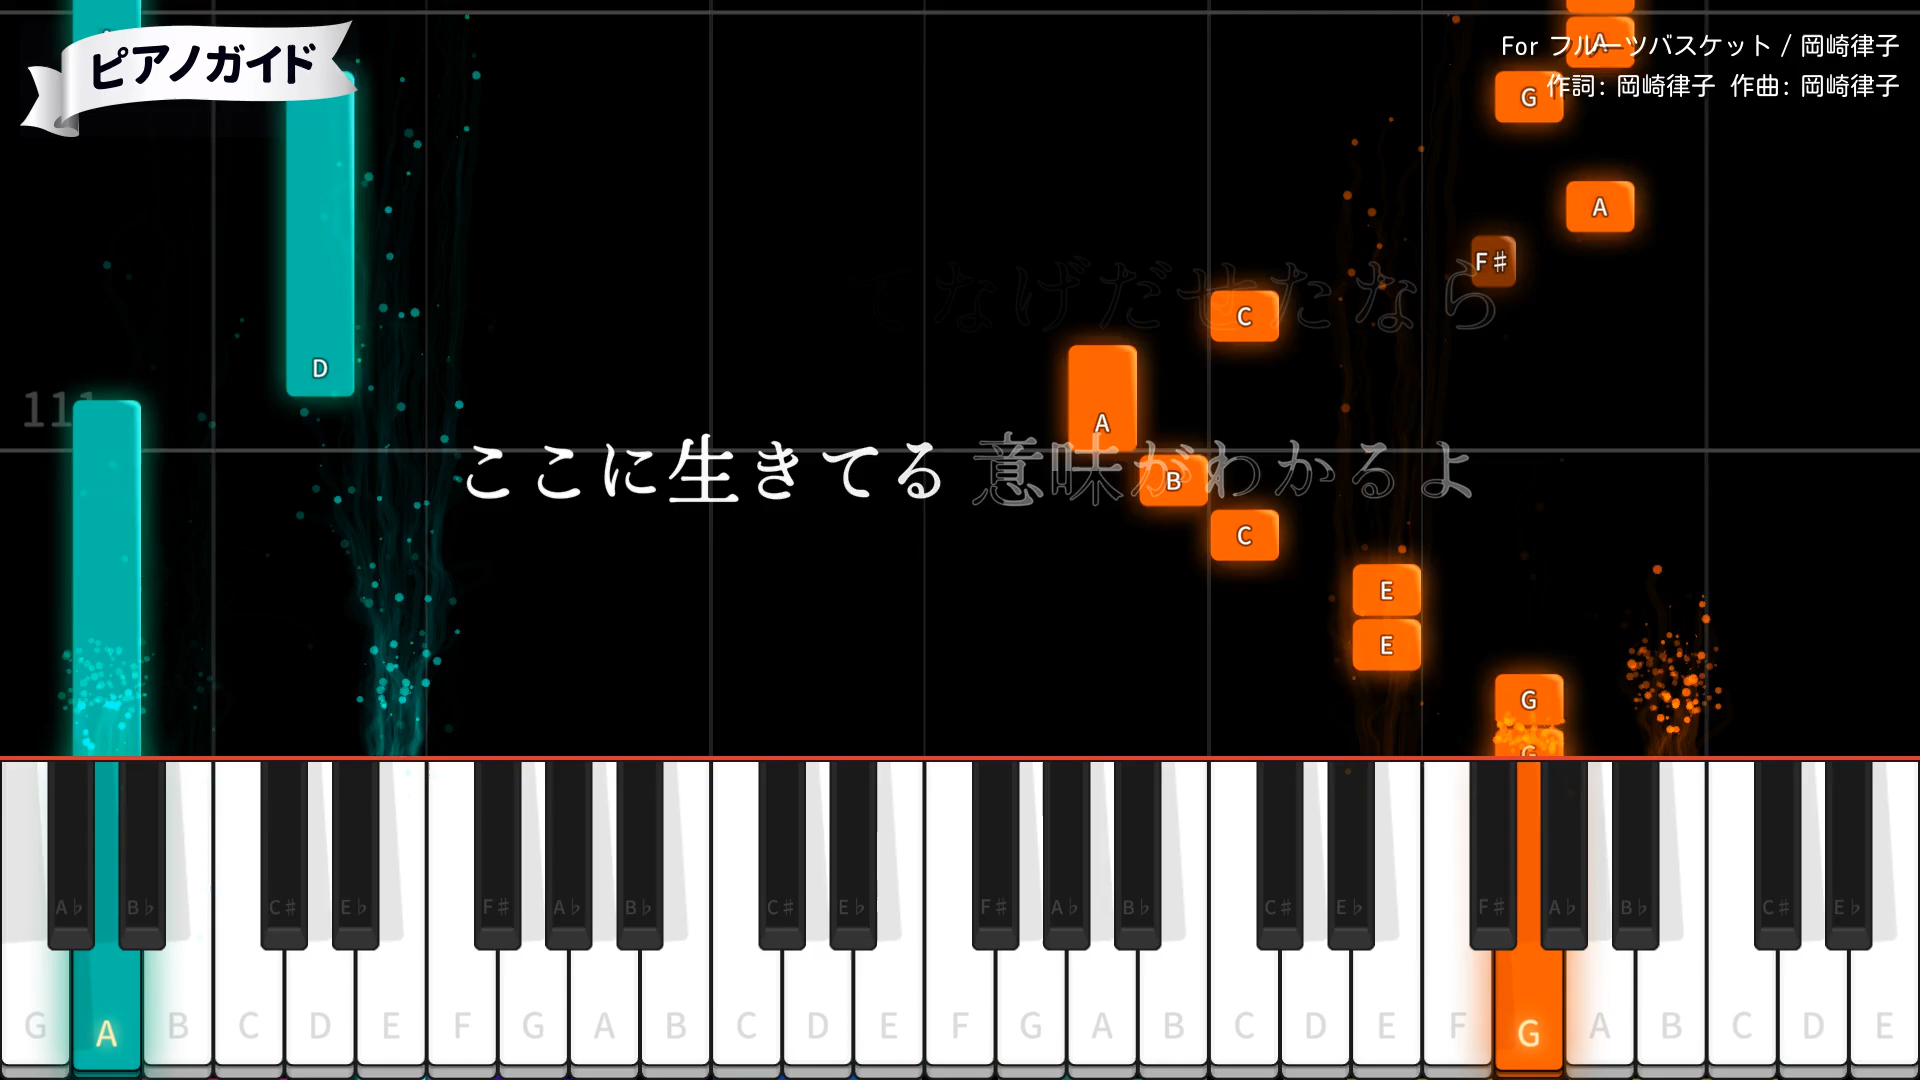 ピアノガイド
For フルーツバスケット / 岡崎律子
作詞: 岡崎律子 作曲: 岡崎律子
A
G
A
F♯
てなげだせたなら
C
D
111
A
ここに生きてる 意味がわかるよ
B
C
E
E
G
G
A♭ B♭ C♯ E♭ F♯ A♭ B♭ C♯ E♭ F♯ A♭ B♭ C♯ E♭ F♯ A♭ B♭ C♯ E♭
G A B C D E F G A B C D E F G A B C D E F G A B C D E